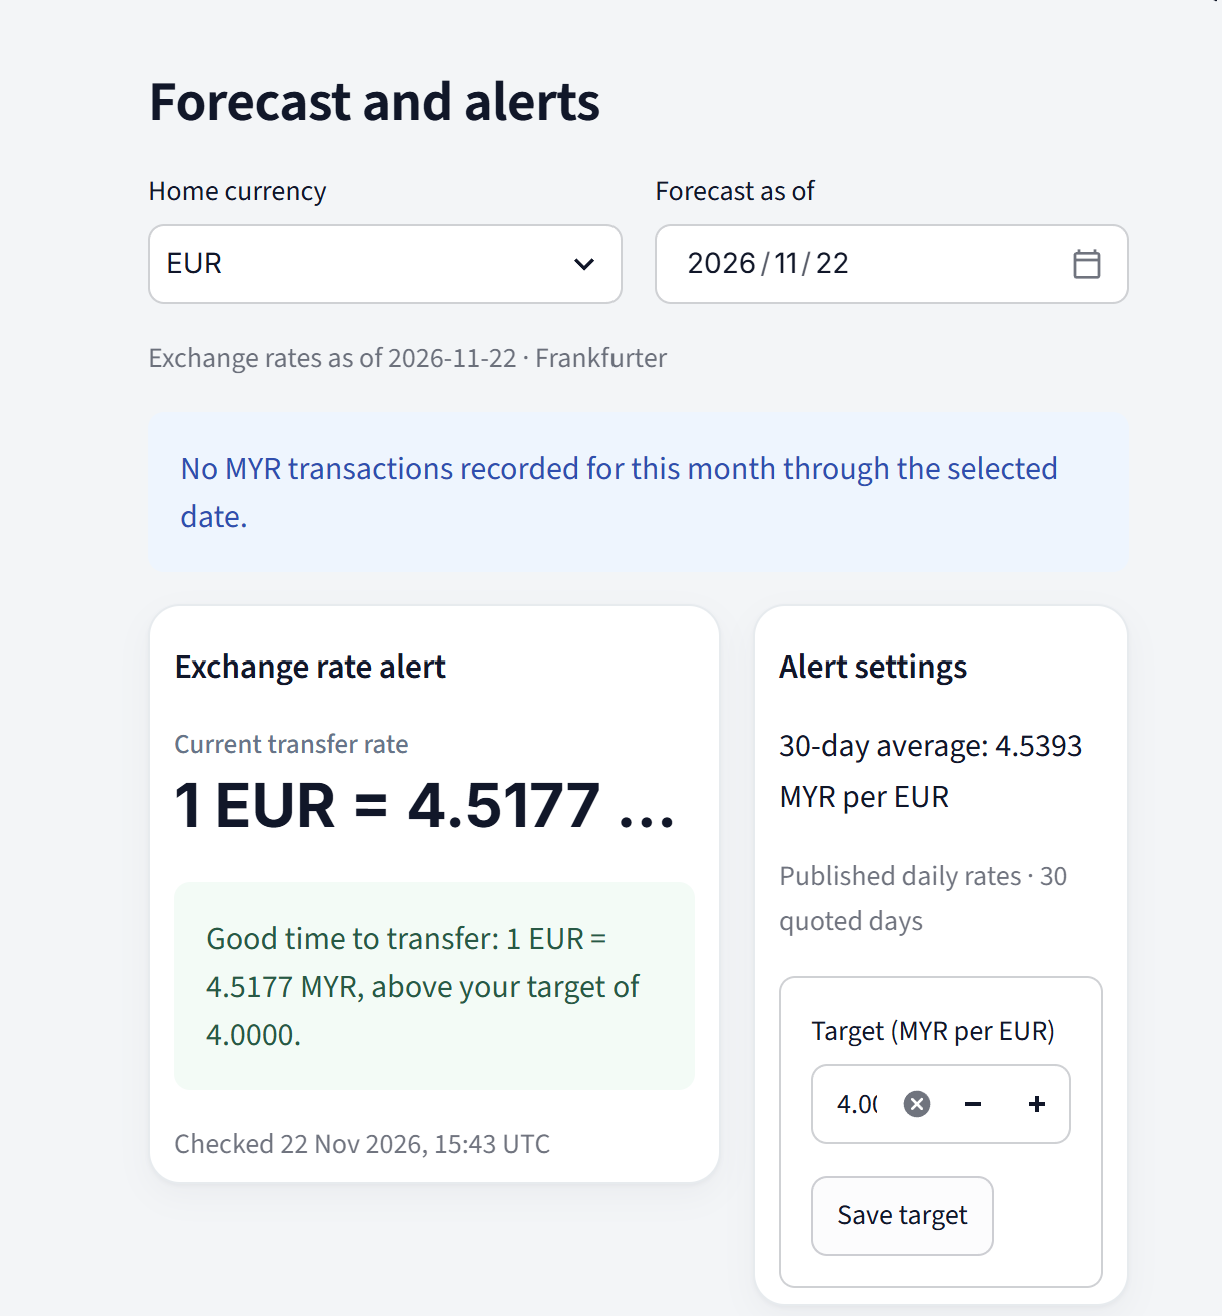 Forecast and alerts
Home currency
Forecast as of
EUR
2026/11/22
Exchange rates as of 2026-11-22 · Frankfurter
No MYR transactions recorded for this month through the selected
date.
Exchange rate alert
Current transfer rate
1 EUR = 4.5177 ...
Good time to transfer: 1 EUR =
4.5177 MYR, above your target of
4.0000.
Checked 22 Nov 2026, 15:43 UTC
Alert settings
30-day average: 4.5393
MYR per EUR
Published daily rates · 30
quoted days
Target (MYR per EUR)
4.00
Save target